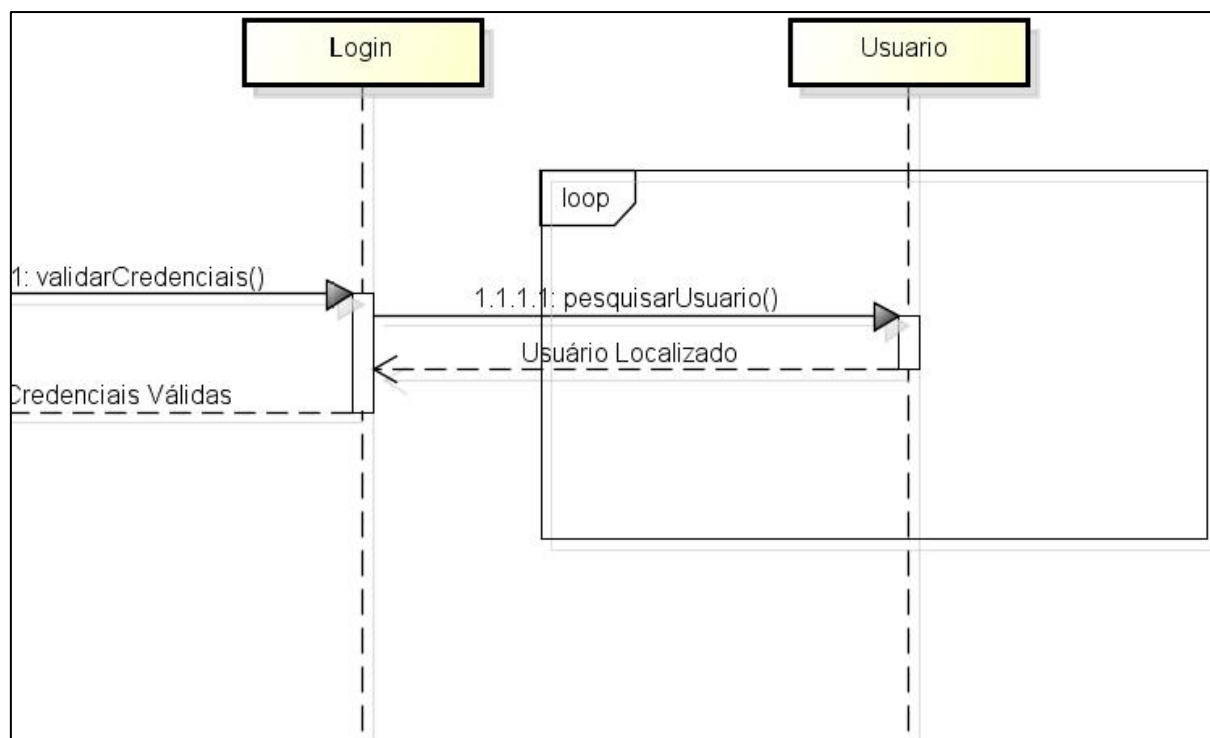 Login
Usuario
loop
1: validarCredenciais()
1.1.1.1: pesquisarUsuario()
Usuário Localizado
Credenciais Válidas